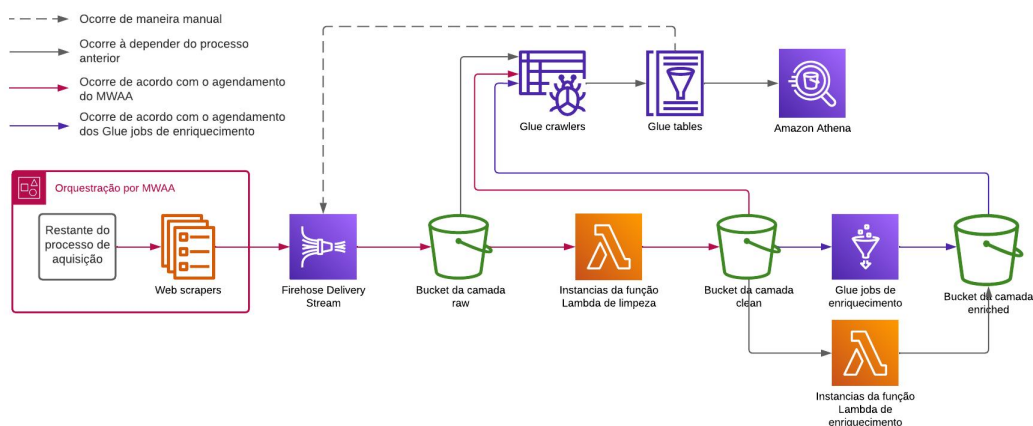 Ocorre de maneira manual
Ocorre à depender do processo
anterior
Ocorre de acordo com o agendamento
do MWAA
Ocorre de acordo com o agendamento
dos Glue jobs de enriquecimento
Glue crawlers
Glue tables
Amazon Athena
Orquestração por MWAA
Restante do
processo de
aquisição
Web scrapers
Firehose Delivery
Stream
Bucket da camada
raw
Instancias da função
Lambda de limpeza
Bucket da camada
clean
Glue jobs de
enriquecimento
Bucket da camada
enriched
Instancias da função
Lambda de
enriquecimento